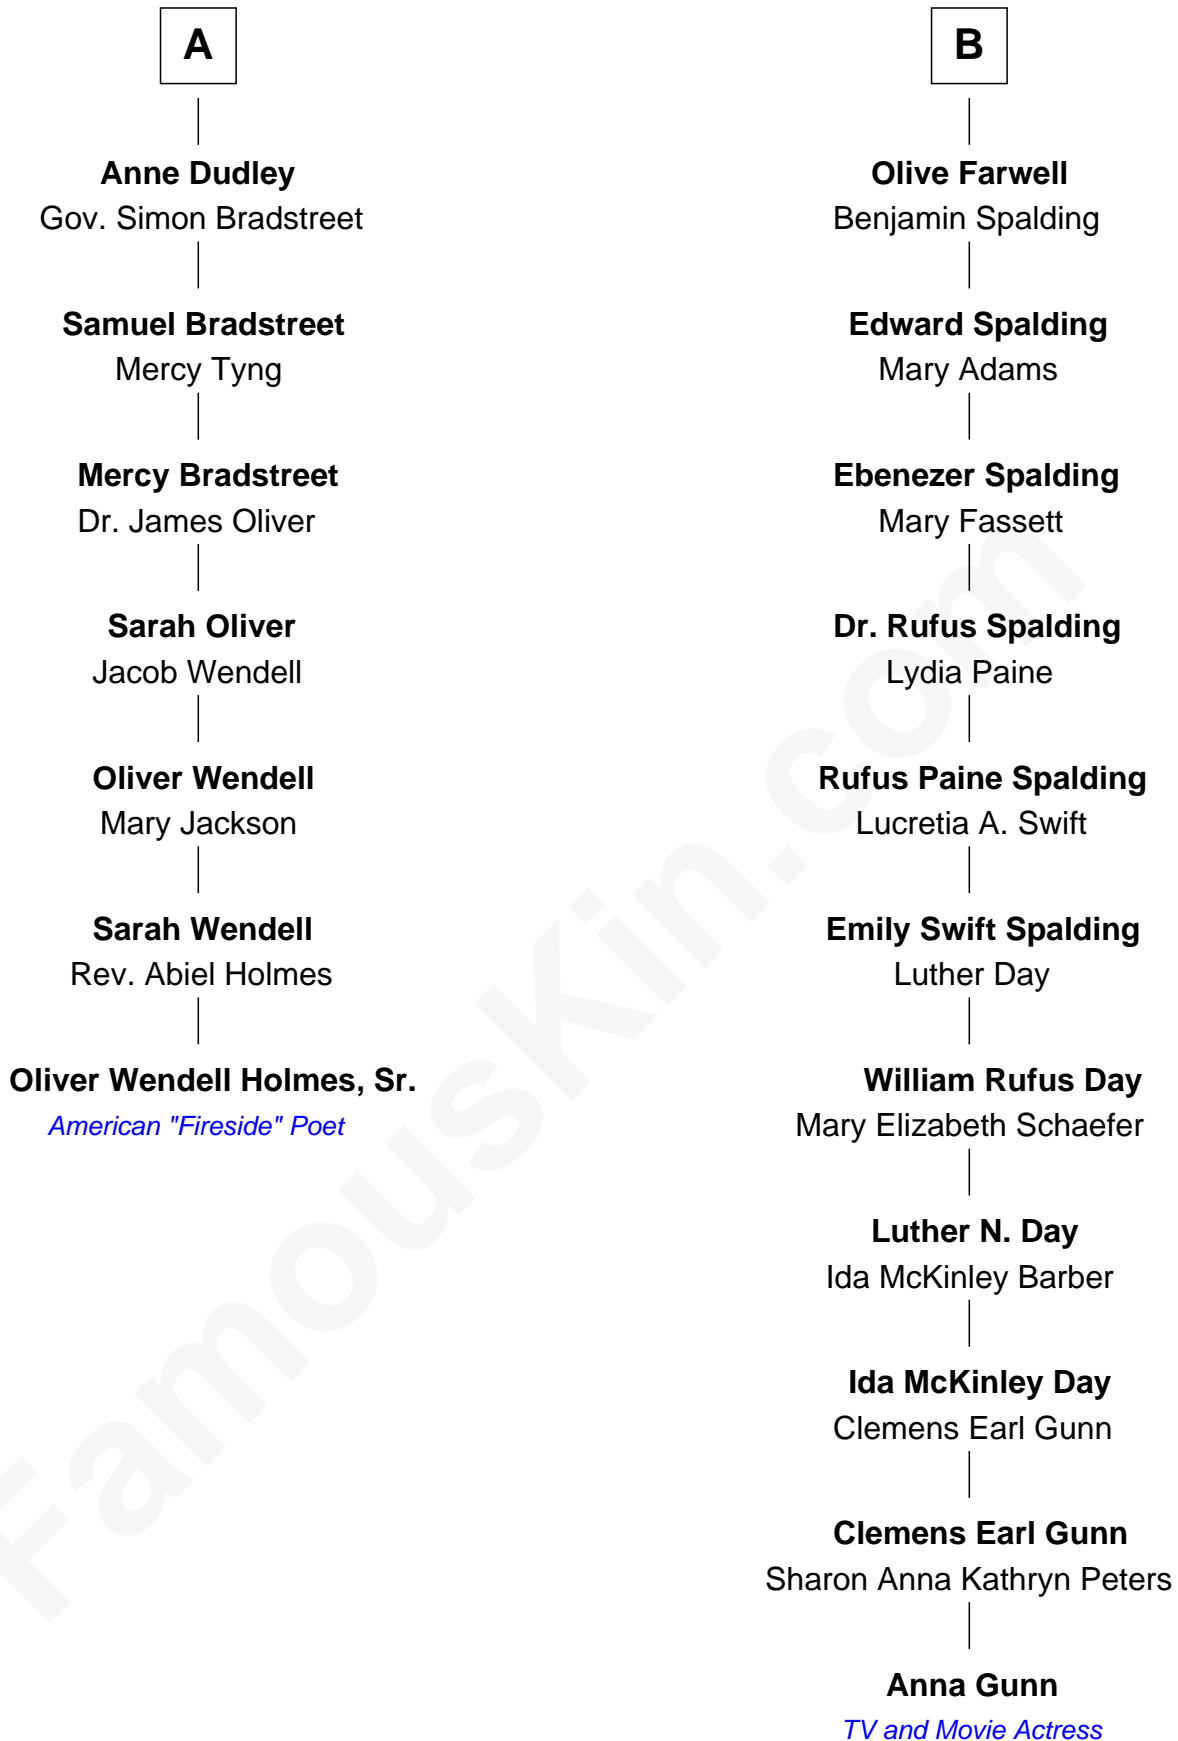 A
Anne Dudley
Gov. Simon Bradstreet
Samuel Bradstreet
Mercy Tyng
Mercy Bradstreet
Dr. James Oliver
Sarah Oliver
Jacob Wendell
Oliver Wendell
Mary Jackson
Sarah Wendell
Rev. Abiel Holmes
Oliver Wendell Holmes, Sr.
American "Fireside" Poet
B
Olive Farwell
Benjamin Spalding
Edward Spalding
Mary Adams
Ebenezer Spalding
Mary Fassett
Dr. Rufus Spalding
Lydia Paine
Rufus Paine Spalding
Lucretia A. Swift
Emily Swift Spalding
Luther Day
William Rufus Day
Mary Elizabeth Schaefer
Luther N. Day
Ida McKinley Barber
Ida McKinley Day
Clemens Earl Gunn
Clemens Earl Gunn
Sharon Anna Kathryn Peters
Anna Gunn
TV and Movie Actress
FamousKin.com